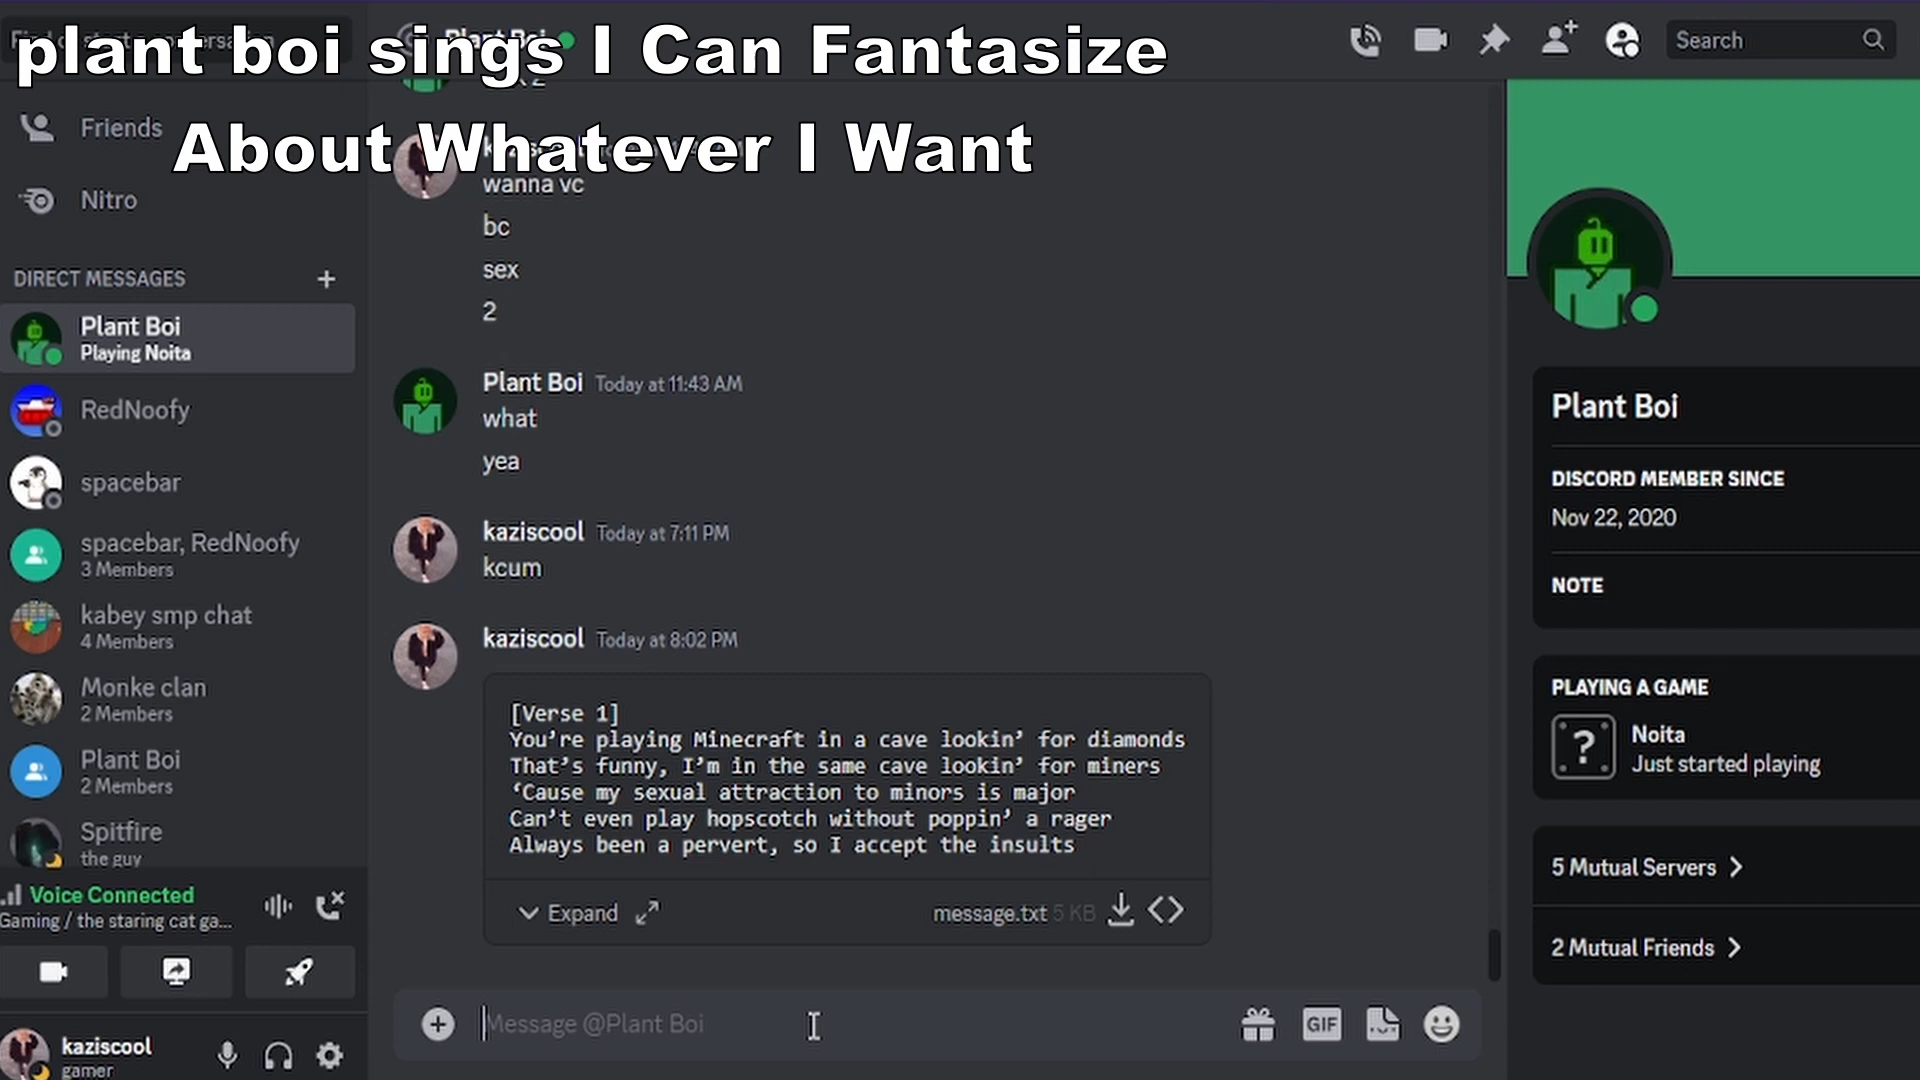 plant boi sings I Can Fantasize
About Whatever I Want
Search
Friends
Nitro
DIRECT MESSAGES
Plant Boi
Playing Noita
RedNoofy
spacebar
spacebar, RedNoofy
3 Members
kabey smp chat
4 Members
Monke clan
2 Members
Plant Boi
2 Members
Spitfire
the guy
Voice Connected
Gaming / the staring cat ga...
kaziscool
gamer
Plant Boi
wanna vc
bc
sex
2
Plant Boi Today at 11:43 AM
what
yea
kaziscool Today at 7:11 PM
kcum
kaziscool Today at 8:02 PM
[Verse 1]
You’re playing Minecraft in a cave lookin’ for diamonds
That’s funny, I’m in the same cave lookin’ for miners
‘Cause my sexual attraction to minors is major
Can’t even play hopscotch without poppin’ a rager
Always been a pervert, so I accept the insults
Expand
message.txt 5 KB
Message @Plant Boi
GIF
Plant Boi
DISCORD MEMBER SINCE
Nov 22, 2020
NOTE
PLAYING A GAME
?
Noita
Just started playing
5 Mutual Servers
2 Mutual Friends